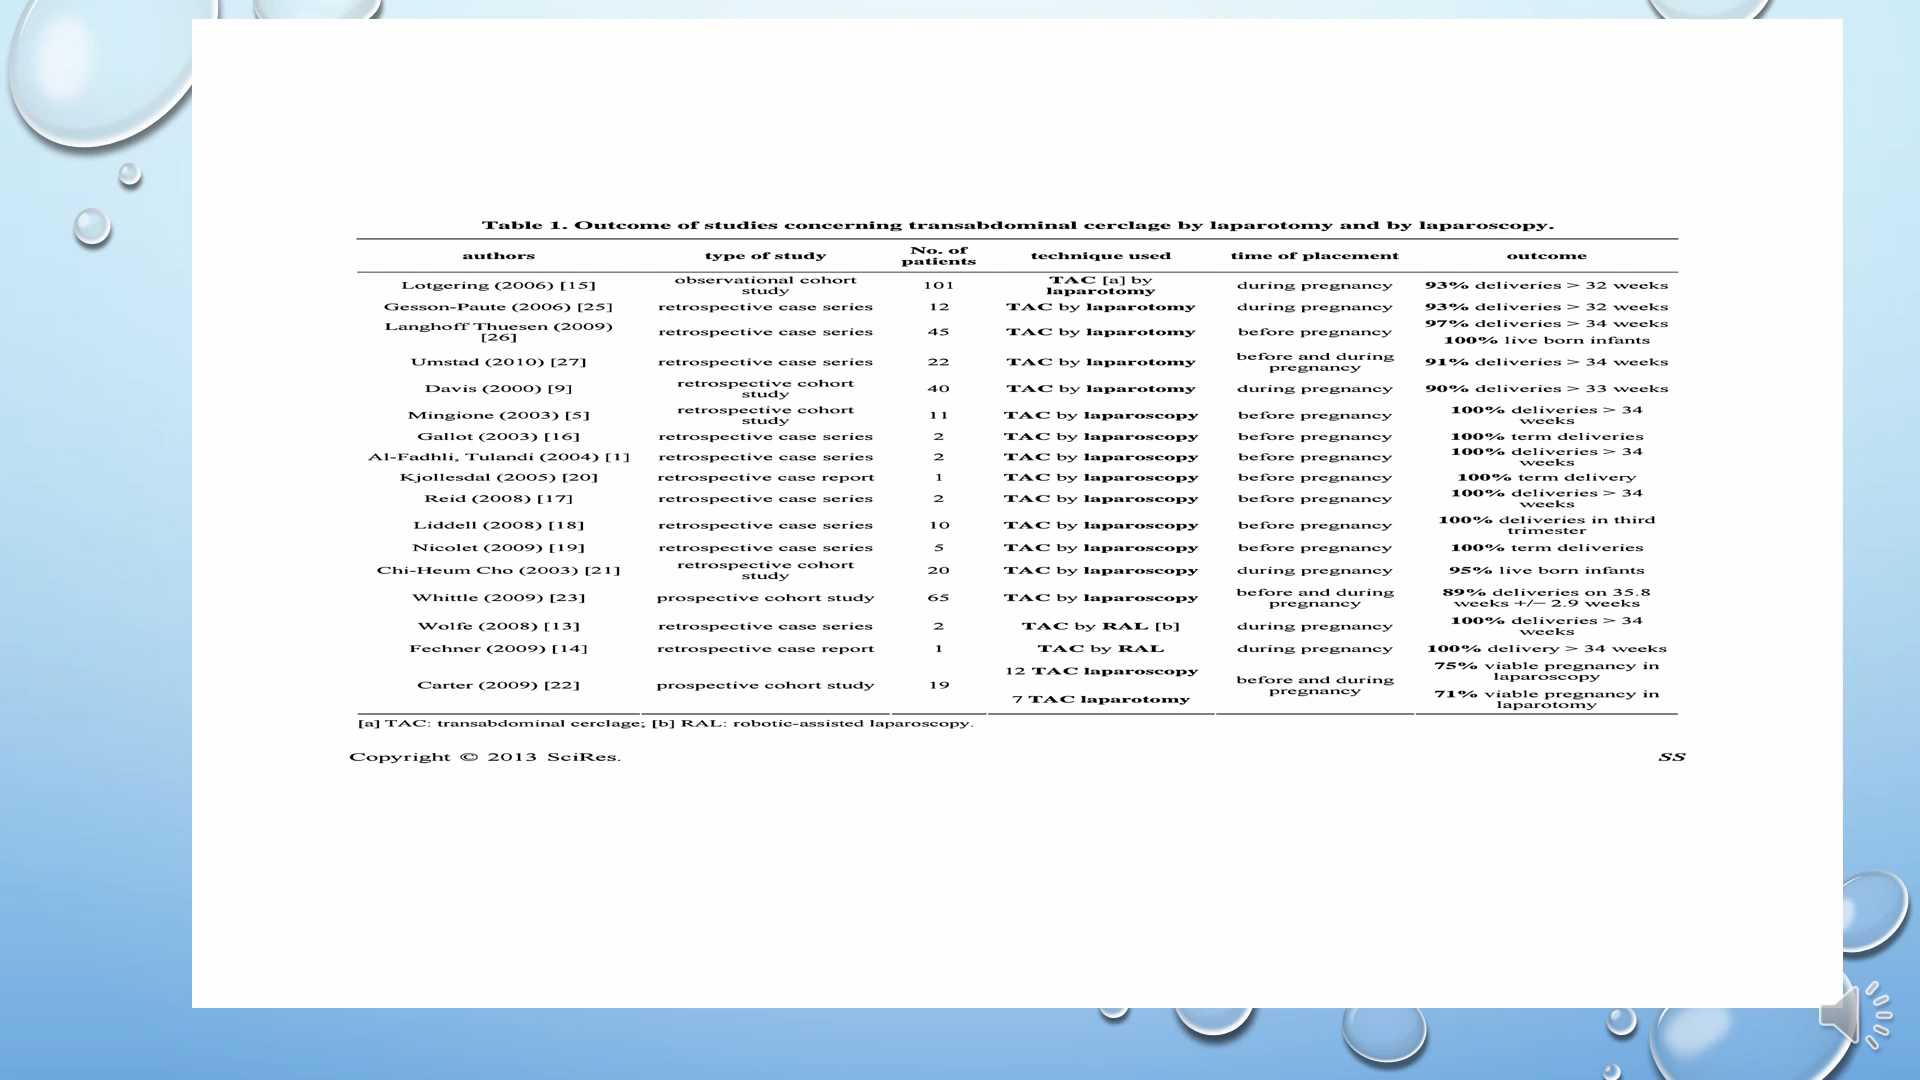 Table 1. Outcome of studies concerning transabdominal cerclage by laparotomy and by laparoscopy.
authors type of study No. of patients technique used time of placement outcome
Lotgering (2006) [15] observational cohort study 101 TAC [a] by laparotomy during pregnancy 93% deliveries > 32 weeks
Gesson-Paute (2006) [25] retrospective case series 12 TAC by laparotomy during pregnancy 93% deliveries > 32 weeks
Langhoff Thuesen (2009) [26] retrospective case series 45 TAC by laparotomy before pregnancy 97% deliveries > 34 weeks 100% live born infants
Umstad (2010) [27] retrospective case series 22 TAC by laparotomy before and during pregnancy 91% deliveries > 34 weeks
Davis (2000) [9] retrospective cohort study 40 TAC by laparotomy during pregnancy 90% deliveries > 33 weeks
Mingione (2003) [5] retrospective cohort study 11 TAC by laparoscopy before pregnancy 100% deliveries > 34 weeks
Gallot (2003) [16] retrospective case series 2 TAC by laparoscopy before pregnancy 100% term deliveries
Al-Fadhli, Tulandi (2004) [1] retrospective case series 2 TAC by laparoscopy before pregnancy 100% deliveries > 34 weeks
Kjollesdal (2005) [20] retrospective case report 1 TAC by laparoscopy before pregnancy 100% term delivery
Reid (2008) [17] retrospective case series 2 TAC by laparoscopy before pregnancy 100% deliveries > 34 weeks
Liddell (2008) [18] retrospective case series 10 TAC by laparoscopy before pregnancy 100% deliveries in third trimester
Nicolet (2009) [19] retrospective case series 5 TAC by laparoscopy before pregnancy 100% term deliveries
Chi-Heum Cho (2003) [21] retrospective cohort study 20 TAC by laparoscopy during pregnancy 95% live born infants
Whittle (2009) [23] prospective cohort study 65 TAC by laparoscopy before and during pregnancy 89% deliveries on 35.8 weeks +/− 2.9 weeks
Wolfe (2008) [13] retrospective case series 2 TAC by RAL [b] during pregnancy 100% deliveries > 34 weeks
Fechner (2009) [14] retrospective case report 1 TAC by RAL during pregnancy 100% delivery > 34 weeks
Carter (2009) [22] prospective cohort study 19 12 TAC laparoscopy 7 TAC laparotomy before and during pregnancy 75% viable pregnancy in laparoscopy 71% viable pregnancy in laparotomy
[a] TAC: transabdominal cerclage; [b] RAL: robotic-assisted laparoscopy.
Copyright © 2013 SciRes. SS